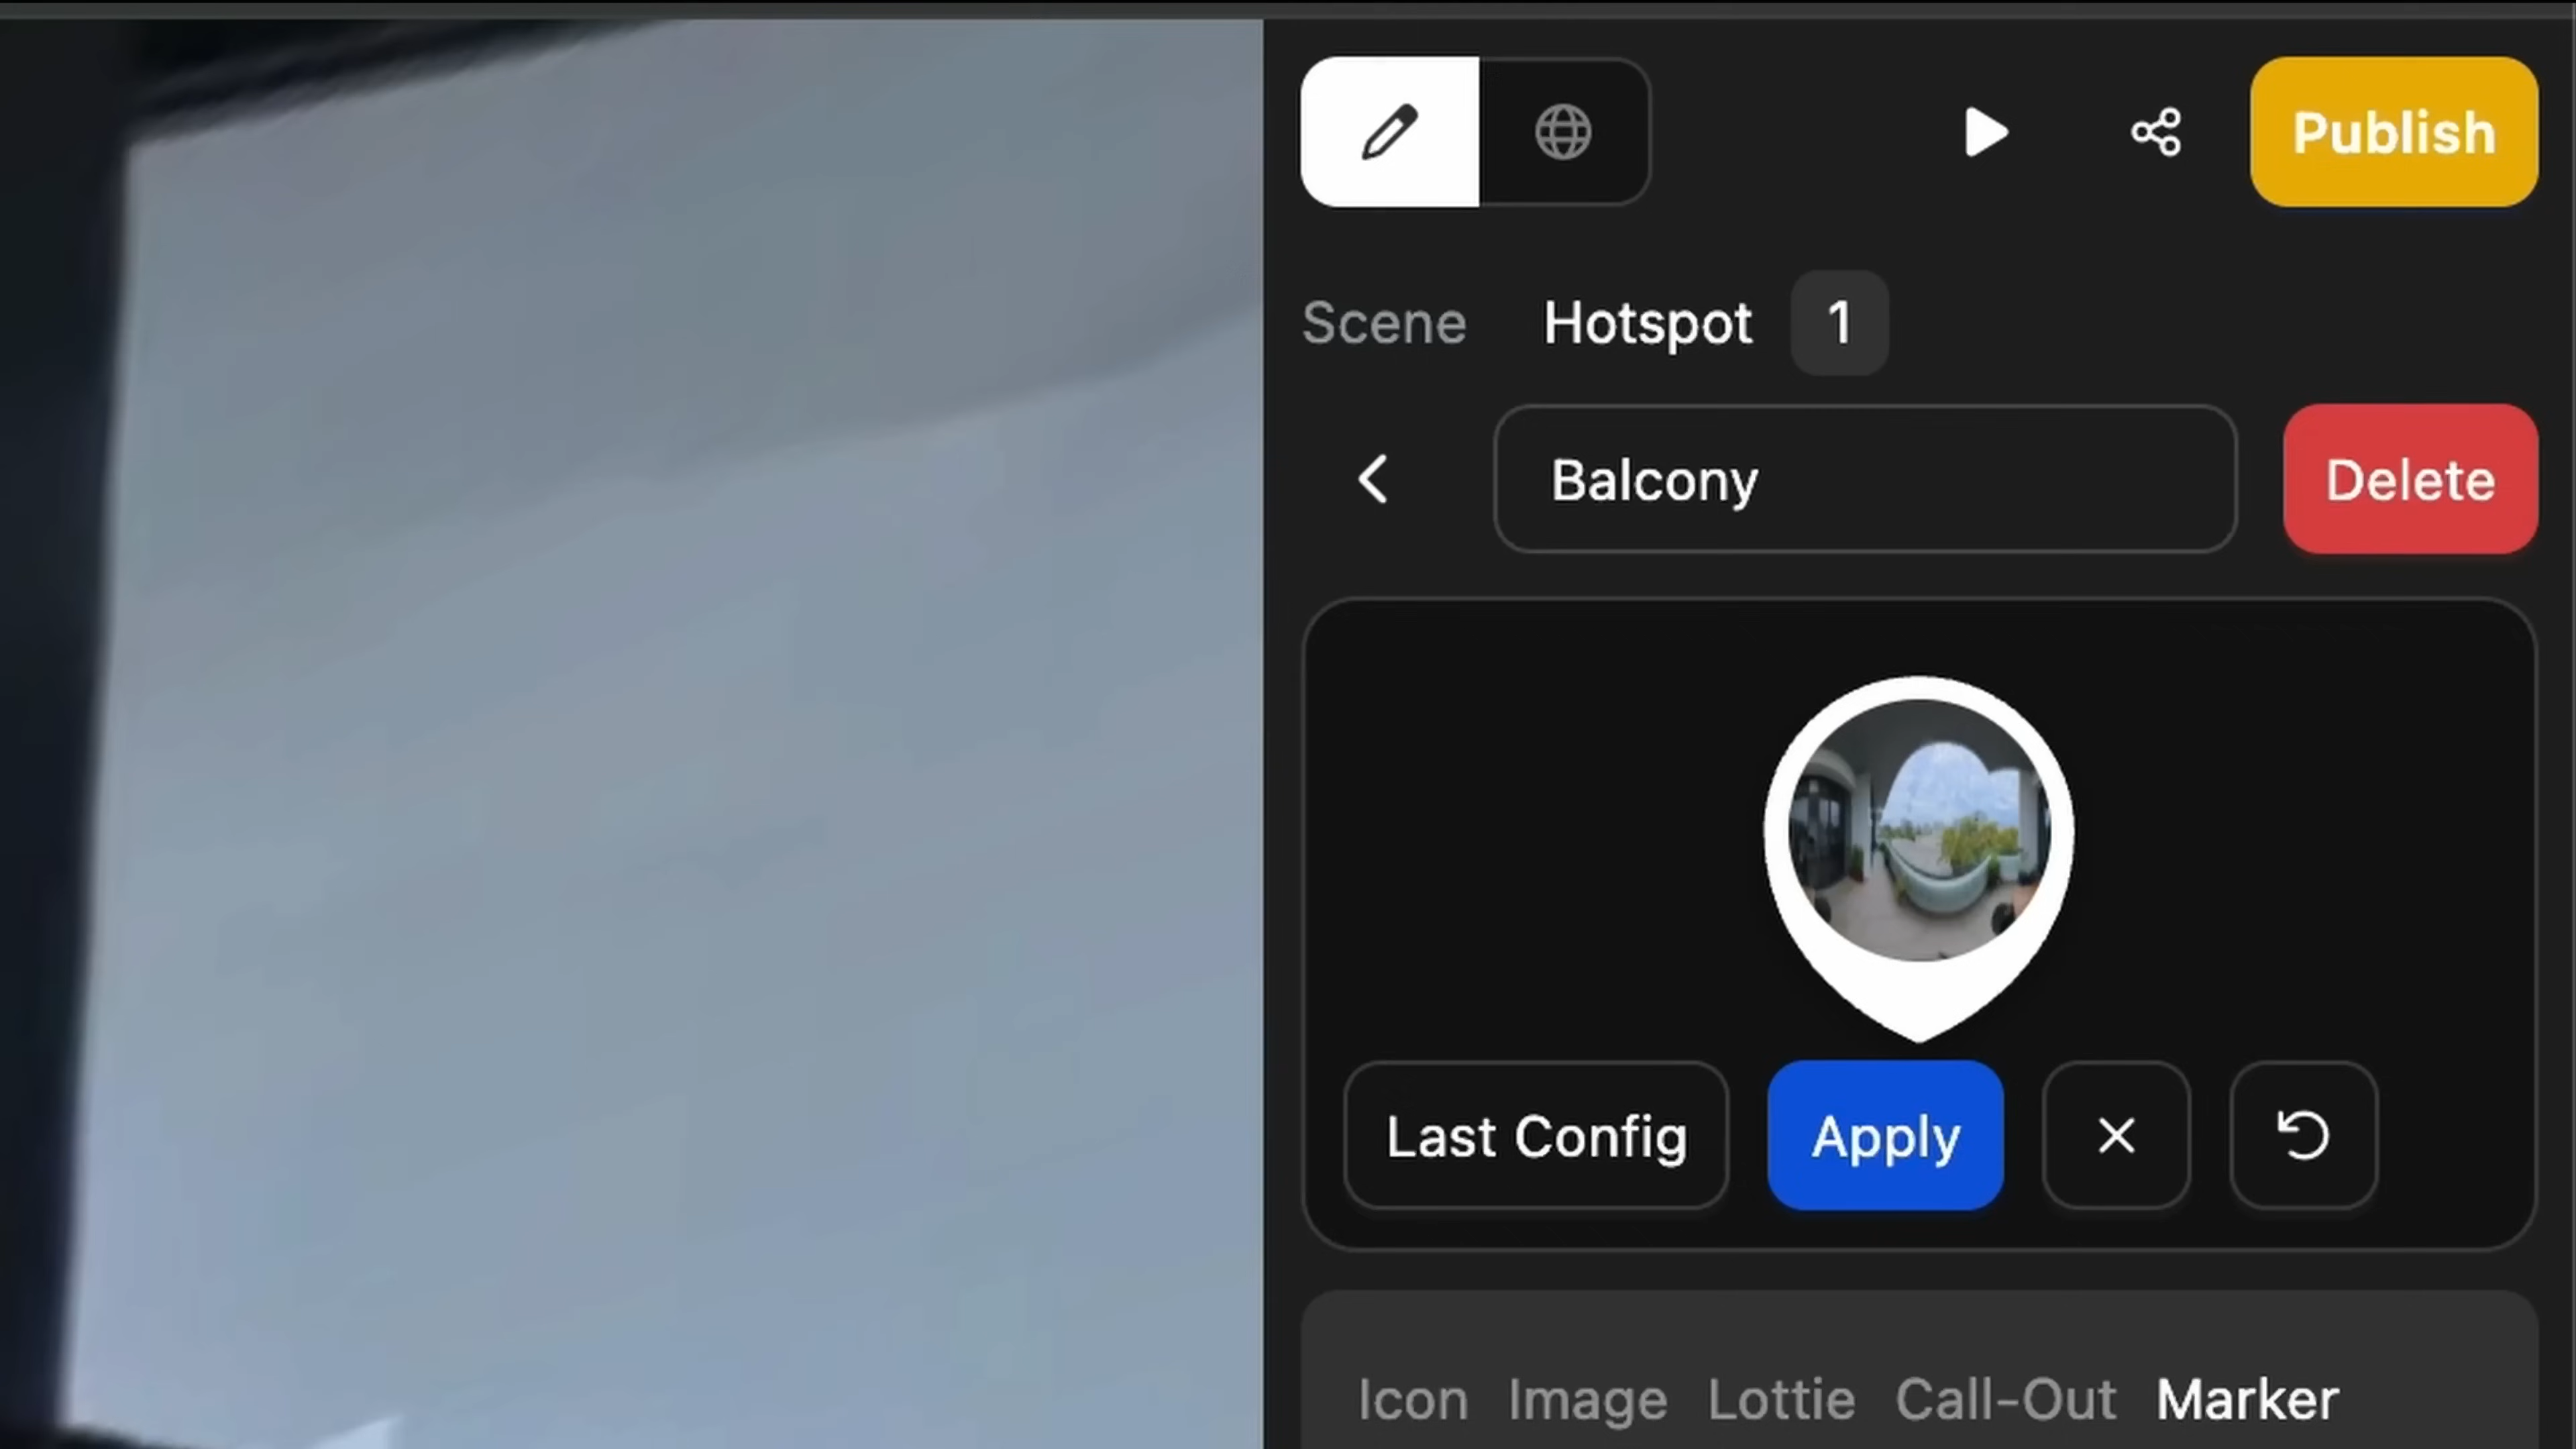 Publish
Scene Hotspot 1
Balcony Delete
Last Config Apply
Icon Image Lottie Call-Out Marker